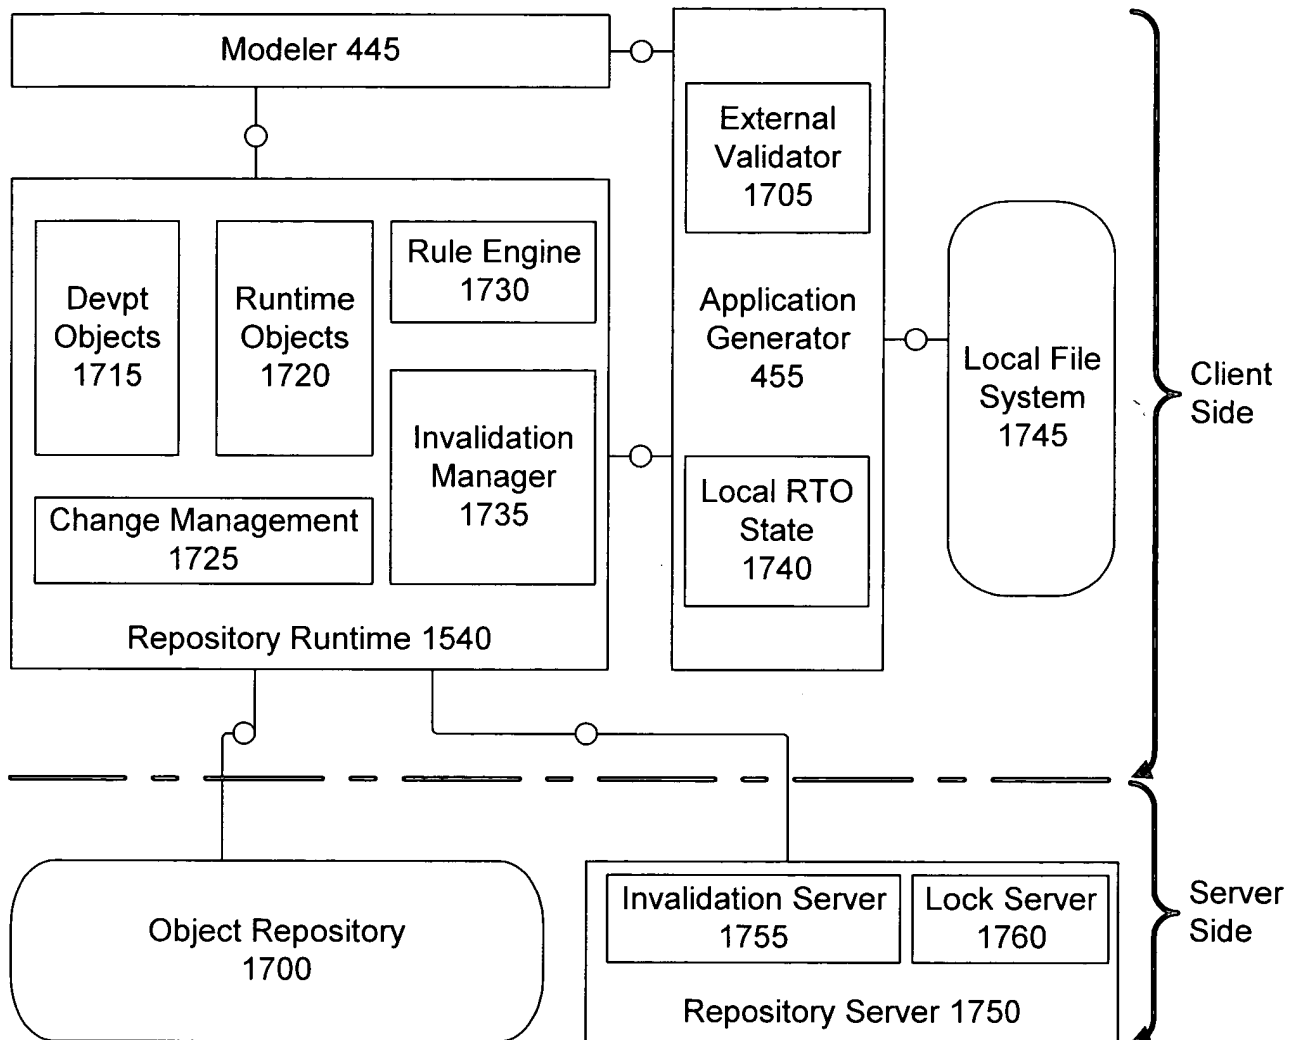 Modeler 445
External
Validator
1705
Devpt
Objects
1715
Runtime
Objects
1720
Rule Engine
1730
Application
Generator
455
Local File
System
1745
Client
Side
Invalidation
Manager
1735
Local RTO
State
1740
Change Management
1725
Repository Runtime 1540
Object Repository
1700
Invalidation Server
1755
Lock Server
1760
Repository Server 1750
Server
Side